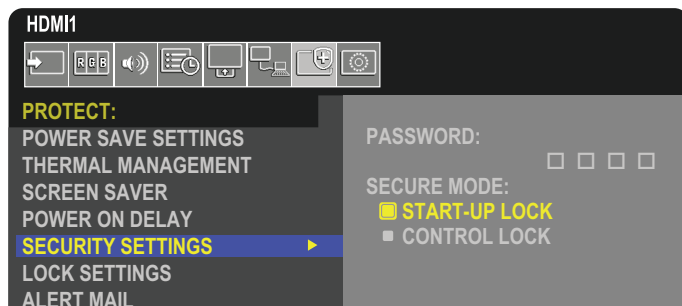 HDMI1
R G B
PROTECT:
POWER SAVE SETTINGS
THERMAL MANAGEMENT
SCREEN SAVER
POWER ON DELAY
SECURITY SETTINGS
LOCK SETTINGS
ALERT MAIL
PASSWORD:
SECURE MODE:
START-UP LOCK
CONTROL LOCK